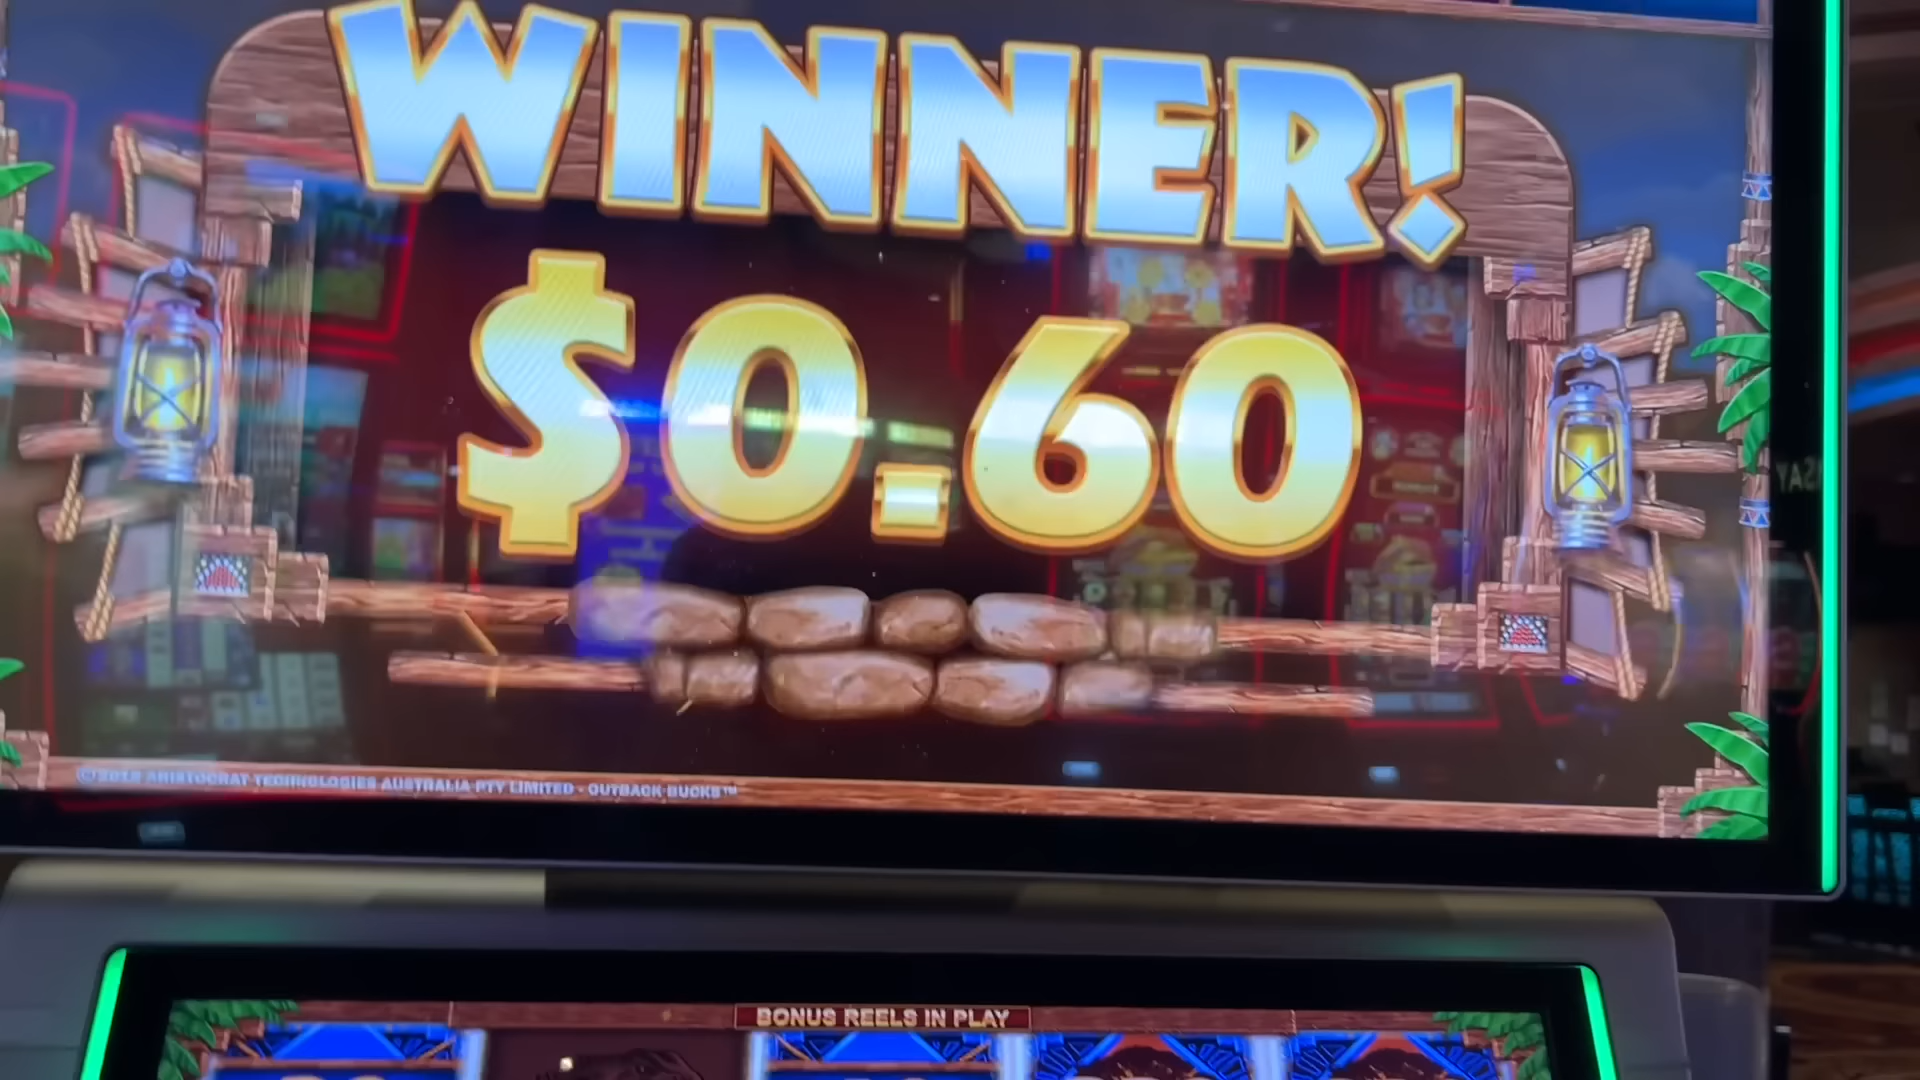 WINNER!
$0.60
ARISTOCRAT TECHNOLOGIES AUSTRALIA PTY LIMITED - OUTBACK BUCKS™
BONUS REELS IN PLAY